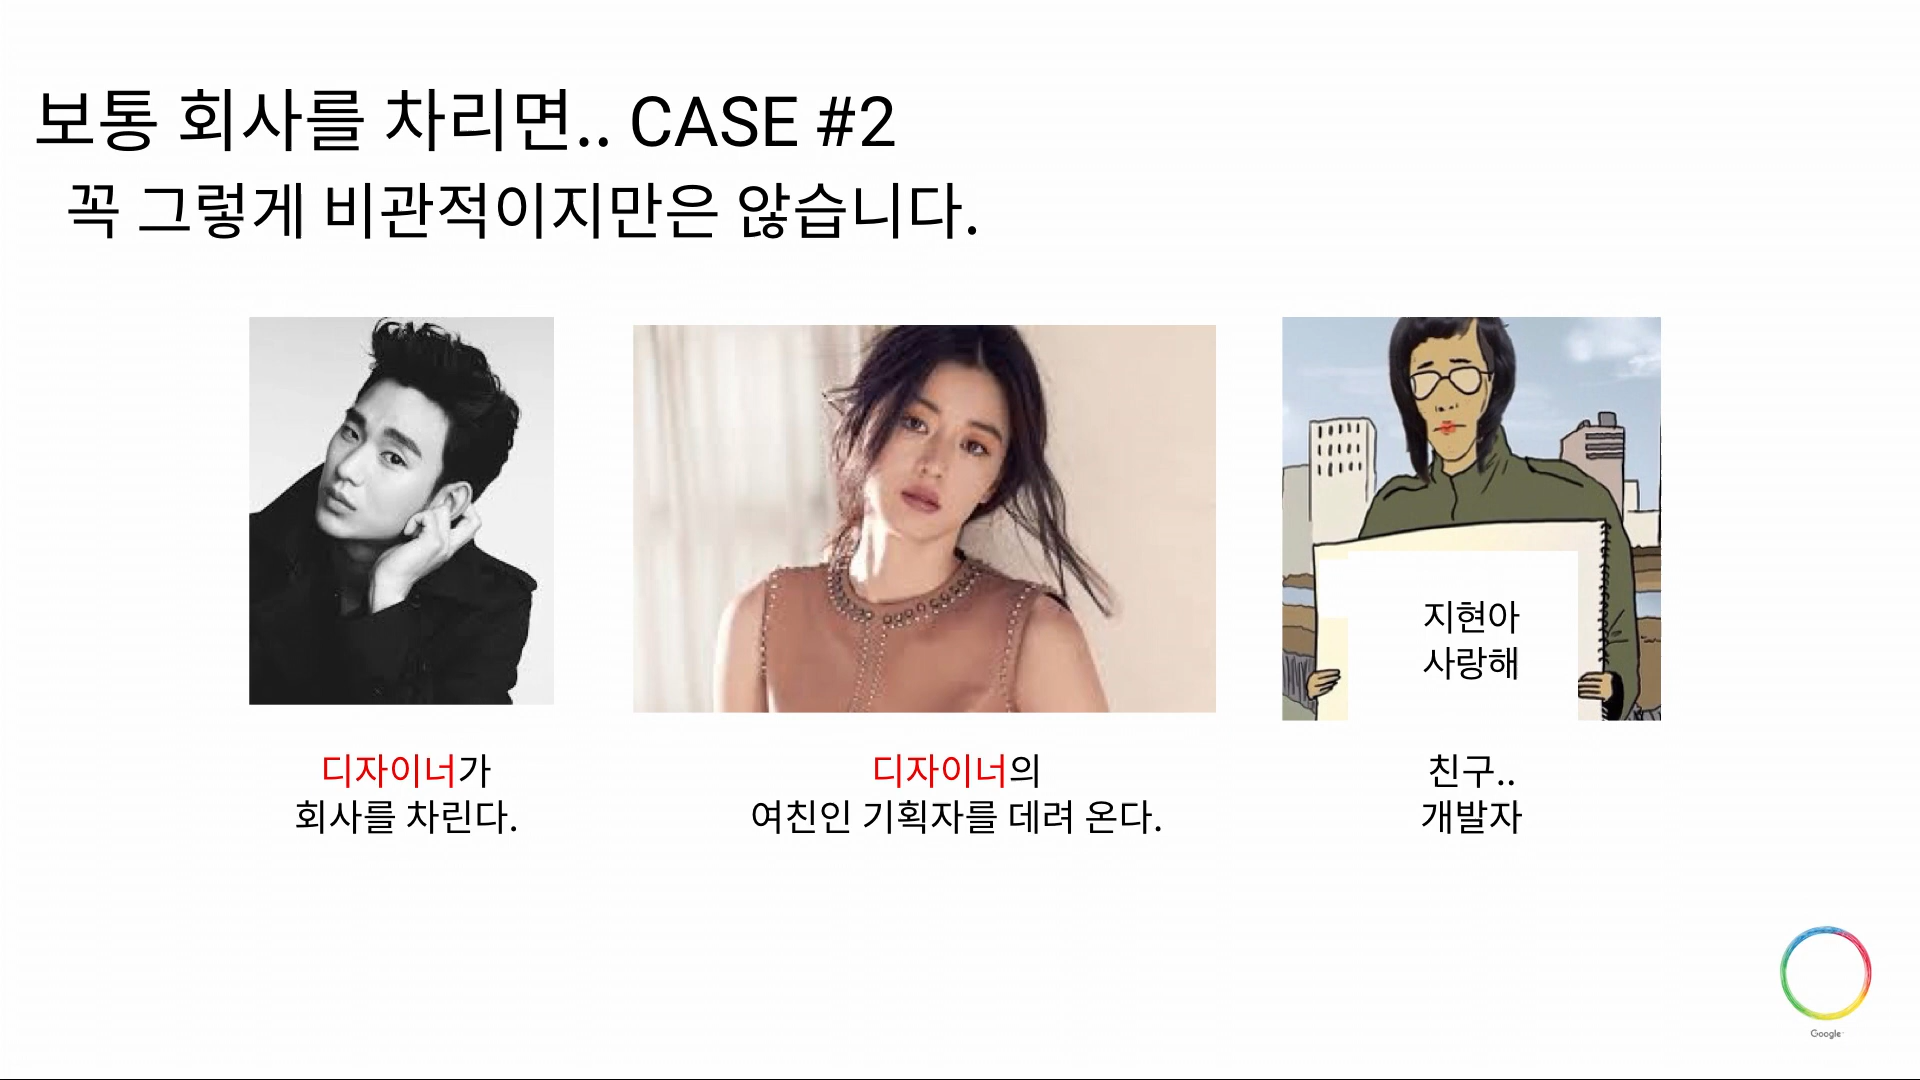 보통 회사를 차리면.. CASE #2
꼭 그렇게 비관적이지만은 않습니다.
지현아
사랑해
디자이너가
회사를 차린다.
디자이너의
여친인 기획자를 데려 온다.
친구..
개발자
Google